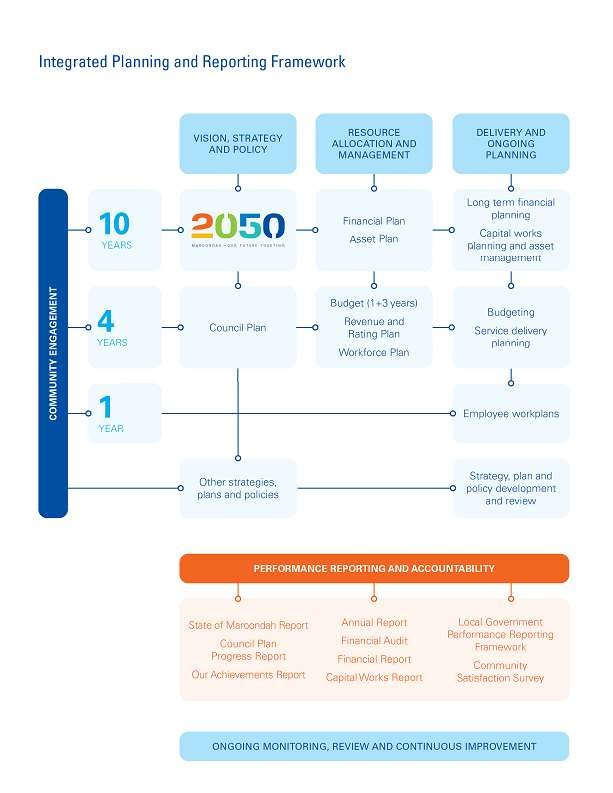 Integrated Planning and Reporting Framework
VISION, STRATEGY
AND POLICY
RESOURCE
ALLOCATION AND
MANAGEMENT
DELIVERY AND
ONGOING
PLANNING
COMMUNITY ENGAGEMENT
10
YEARS
2050
MAROONDAH OUR FUTURE TOGETHER
Financial Plan
Asset Plan
Long term financial
planning
Capital works
planning and asset
management
4
YEARS
Council Plan
Budget (1+3 years)
Revenue and
Rating Plan
Workforce Plan
Budgeting
Service delivery
planning
1
YEAR
Employee workplans
Other strategies,
plans and policies
Strategy, plan and
policy development
and review
PERFORMANCE REPORTING AND ACCOUNTABILITY
State of Maroondah Report
Council Plan
Progress Report
Our Achievements Report
Annual Report
Financial Audit
Financial Report
Capital Works Report
Local Government
Performance Reporting
Framework
Community
Satisfaction Survey
ONGOING MONITORING, REVIEW AND CONTINUOUS IMPROVEMENT